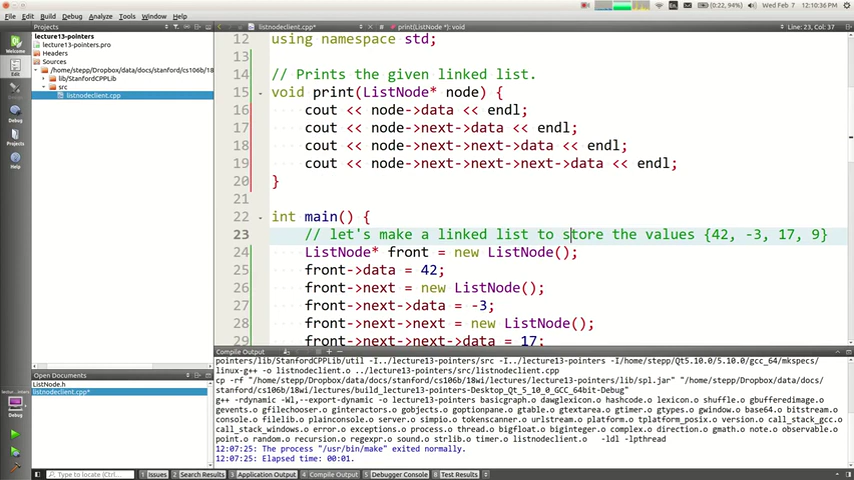 listnodeclient.cpp* - Qt Creator
(0:22, 94%)
Wed Feb 7
12:10:36 PM
File Edit Build Debug Analyze Tools Window Help
Projects
listnodeclient.cpp*
print(ListNode *): void
Line: 23, Col: 37
lecture13-pointers
lecture13-pointers.pro
Headers
Sources
/home/stepp/Dropbox/data/docs/stanford/cs106b/18
lib/StanfordCPPLib
src
listnodeclient.cpp
Welcome
Edit
Design
Debug
Projects
Help
12 using namespace std;
13
14 // Prints the given linked list.
15 void print(ListNode* node) {
16 cout << node->data << endl;
17 cout << node->next->data << endl;
18 cout << node->next->next->data << endl;
19 cout << node->next->next->next->data << endl;
20 }
21
22 int main() {
23 // let's make a linked list to store the values {42, -3, 17, 9}
24 ListNode* front = new ListNode();
25 front->data = 42;
26 front->next = new ListNode();
27 front->next->data = -3;
28 front->next->next = new ListNode();
29 front->next->next->data = 17;
Compile Output
pointers/lib/StanfordCPPLib/util -I../lecture13-pointers/src -I/home/stepp/Qt5.10.0/5.10.0/gcc_64/mkspecs/
linux-g++ -o listnodeclient.o ../lecture13-pointers/src/listnodeclient.cpp
cp -rf "/home/stepp/Dropbox/data/docs/stanford/cs106b/18wi/lectures/lecture13-pointers/lib/spl.jar" "/home/stepp/Dropbox/data/docs/
stanford/cs106b/18wi/lectures/build_lecture13-pointers-Desktop_Qt_5_10_0_GCC_64bit-Debug"
g++ -rdynamic -Wl,--export-dynamic -o lecture13-pointers basicgraph.o dawglexicon.o hashcode.o lexicon.o shuffle.o gbufferedimage.o
gevents.o gfilechooser.o ginteractors.o gobjects.o goptionpane.o gtable.o gtextarea.o gtimer.o gtypes.o gwindow.o base64.o bitstream.o
console.o filelib.o plainconsole.o server.o simpio.o tokenscanner.o urlstream.o platform.o tplatform_posix.o version.o call_stack_gcc.o
call_stack_windows.o error.o exceptions.o process.o thread.o bigfloat.o biginteger.o complex.o direction.o gmath.o note.o observable.o
point.o random.o recursion.o regexpr.o sound.o strlib.o timer.o listnodeclient.o -ldl -lpthread
12:07:25: The process "/usr/bin/make" exited normally.
12:07:25: Elapsed time: 00:01.
Open Documents
ListNode.h
listnodeclient.cpp*
Debug
Type to locate (Ctrl+K)
1 Issues 2 Search Results 3 Application Output 4 Compile Output 5 Debugger Console 8 Test Results